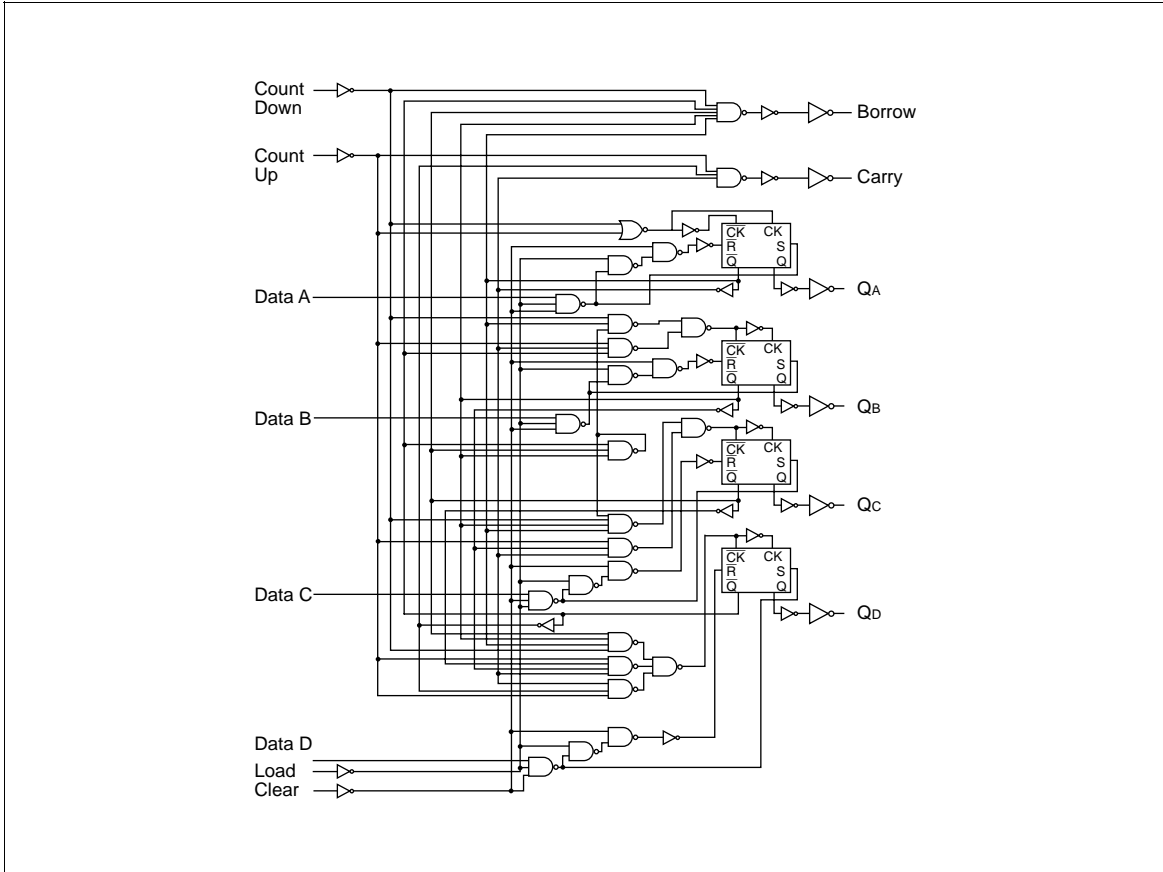 Count
Down
Borrow
Count
Up
Carry
CK CK
R S
Q Q
QA
Data A
CK CK
R S
Q Q
QB
Data B
CK CK
R S
Q Q
QC
CK CK
R S
Q Q
Data C
QD
Data D
Load
Clear